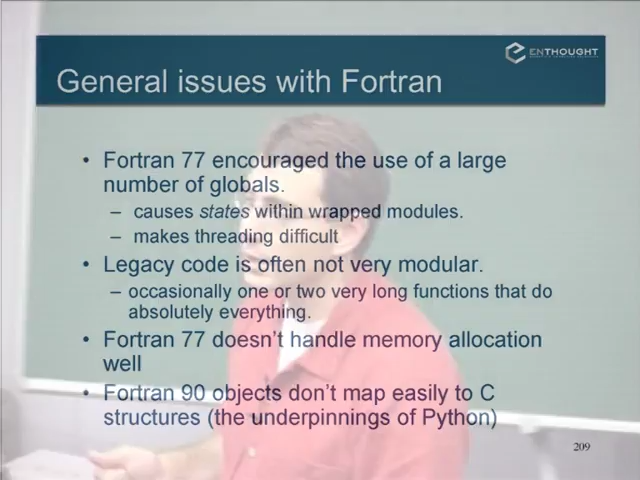 ENTHOUGHT
General issues with Fortran
• Fortran 77 encouraged the use of a large
number of globals.
– causes states within wrapped modules.
– makes threading difficult
• Legacy code is often not very modular.
– occasionally one or two very long functions that do
absolutely everything.
• Fortran 77 doesn't handle memory allocation
well
• Fortran 90 objects don't map easily to C
structures (the underpinnings of Python)
209